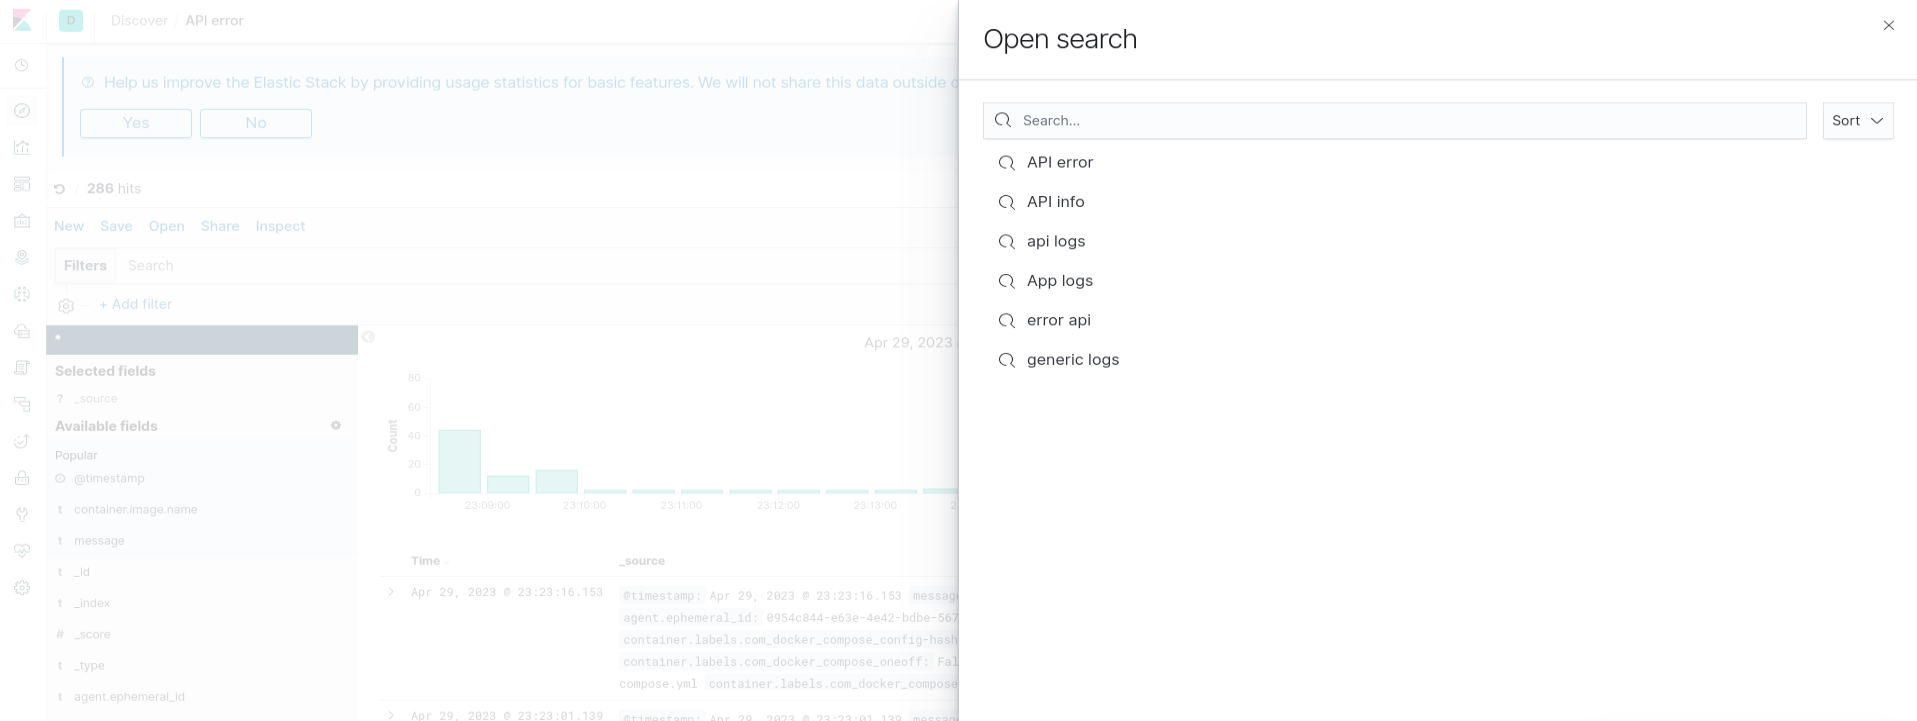 D Discover / API error
Help us improve the Elastic Stack by providing usage statistics for basic features. We will not share this data outside
Yes No
286 hits
New Save Open Share Inspect
Filters Search
+ Add filter
Selected fields
? _source
Available fields
Popular
@timestamp
t container.image.name
t message
t _id
t _index
# _score
t _type
t agent.ephemeral_id
Apr 29, 2023
Count
80
60
40
20
0
23:09:00 23:10:00 23:11:00 23:12:00 23:13:00
Time _source
Apr 29, 2023 @ 23:23:16.153 @timestamp: Apr 29, 2023 @ 23:23:16.153 message
agent.ephemeral_id: 0954c844-e63e-4e42-bdbe-567
container.labels.com_docker_compose_config-hash
container.labels.com_docker_compose_oneoff: Fal
compose.yml container.labels.com_docker_compose
Apr 29, 2023 @ 23:23:01.139 @timestamp: Apr 29, 2023 @ 23:23:01.139 message
Open search
Search...
Sort
API error
API info
api logs
App logs
error api
generic logs